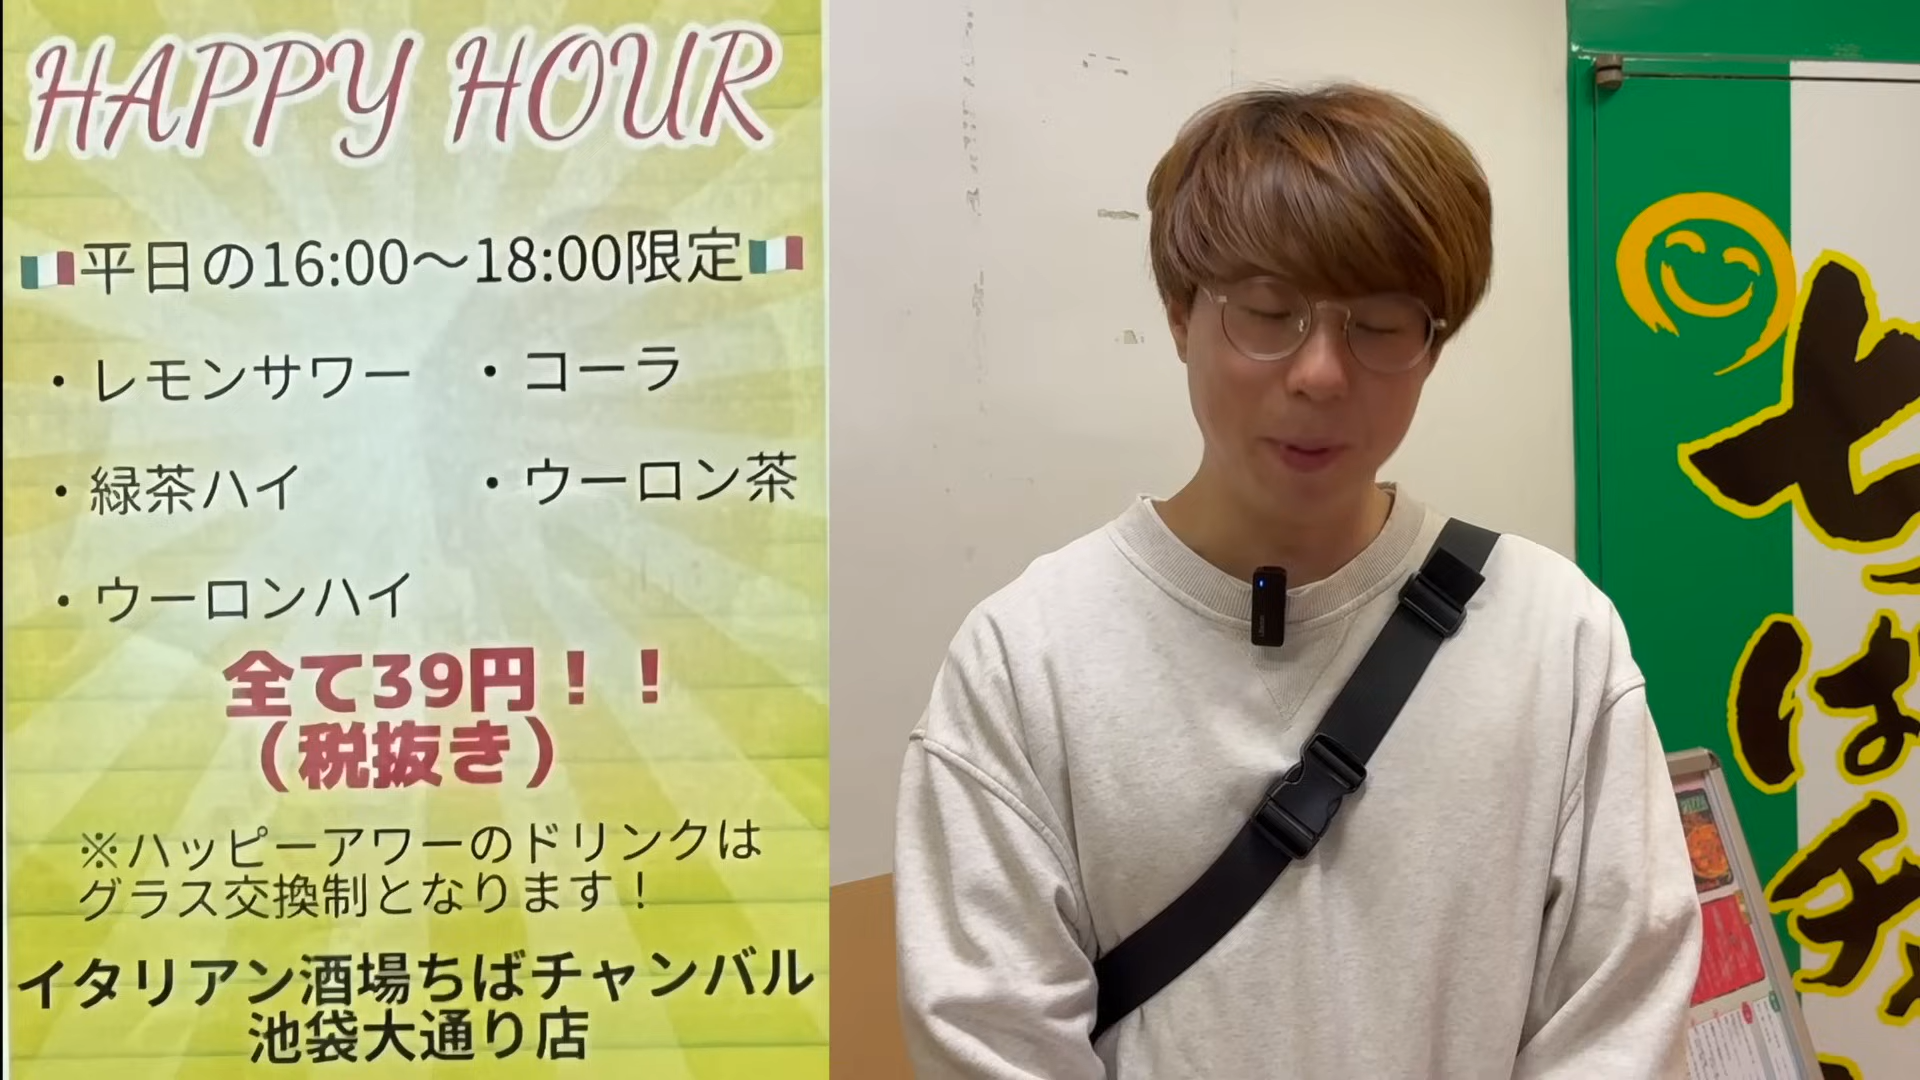 HAPPY HOUR
🇮🇹平日の16:00〜18:00限定🇮🇹
・レモンサワー ・コーラ
・緑茶ハイ ・ウーロン茶
・ウーロンハイ
全て39円！！
（税抜き）
※ハッピーアワーのドリンクは
グラス交換制となります！
イタリアン酒場ちばチャンバル
池袋大通り店
ちばチャ